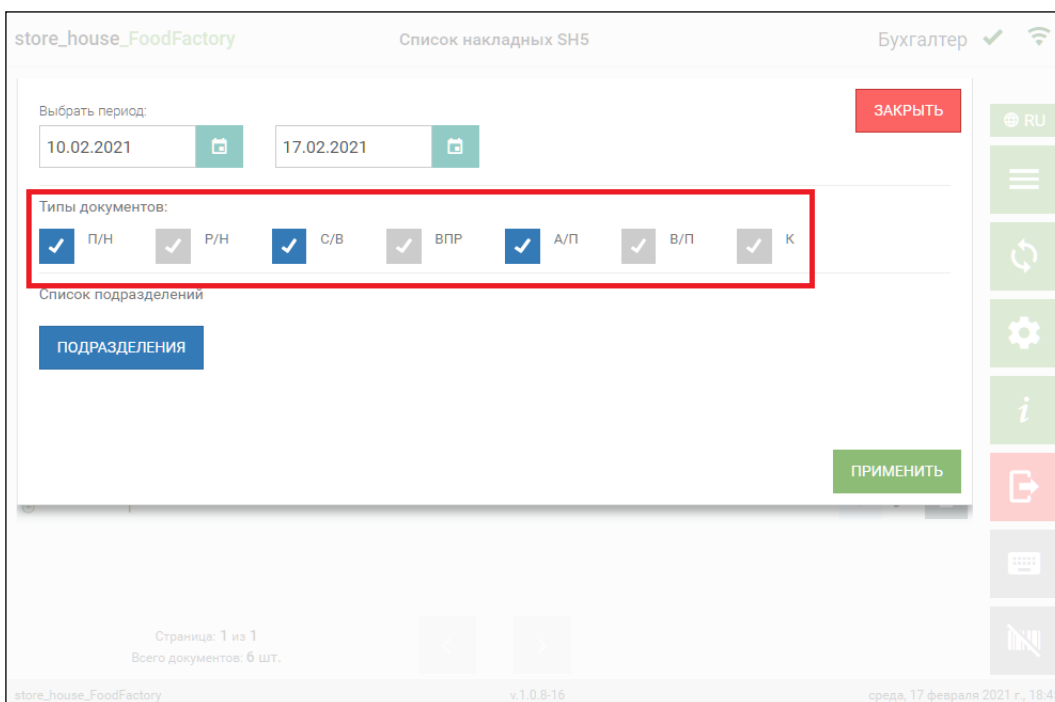 store_house_FoodFactory Список накладных SH5 Бухгалтер
Выбрать период:
ЗАКРЫТЬ
RU
10.02.2021 17.02.2021
Типы документов:
П/Н Р/Н С/В ВПР А/П В/П К
Список подразделений
ПОДРАЗДЕЛЕНИЯ
i
ПРИМЕНИТЬ
Страница: 1 из 1
Всего документов: 6 шт.
store_house_FoodFactory v.1.0.8-16 среда, 17 февраля 2021 г., 18:4